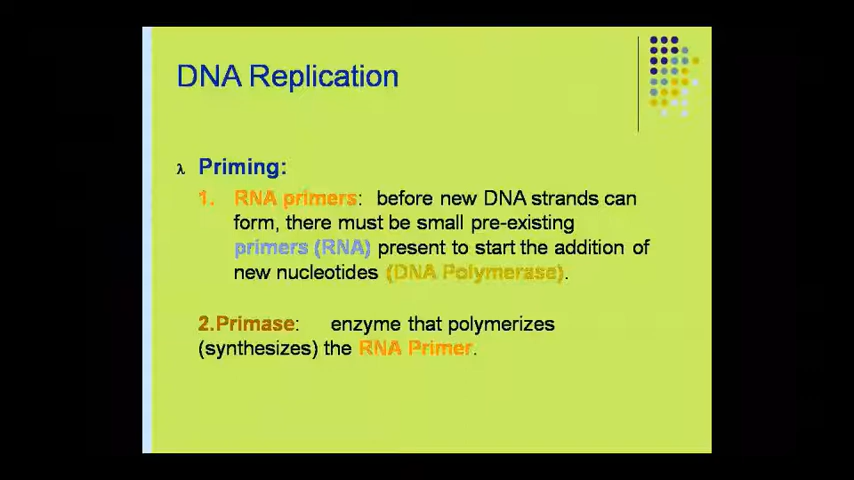 DNA Replication
λ Priming:
1. RNA primers: before new DNA strands can
form, there must be small pre-existing
primers (RNA) present to start the addition of
new nucleotides (DNA Polymerase).
2.Primase: enzyme that polymerizes
(synthesizes) the RNA Primer.